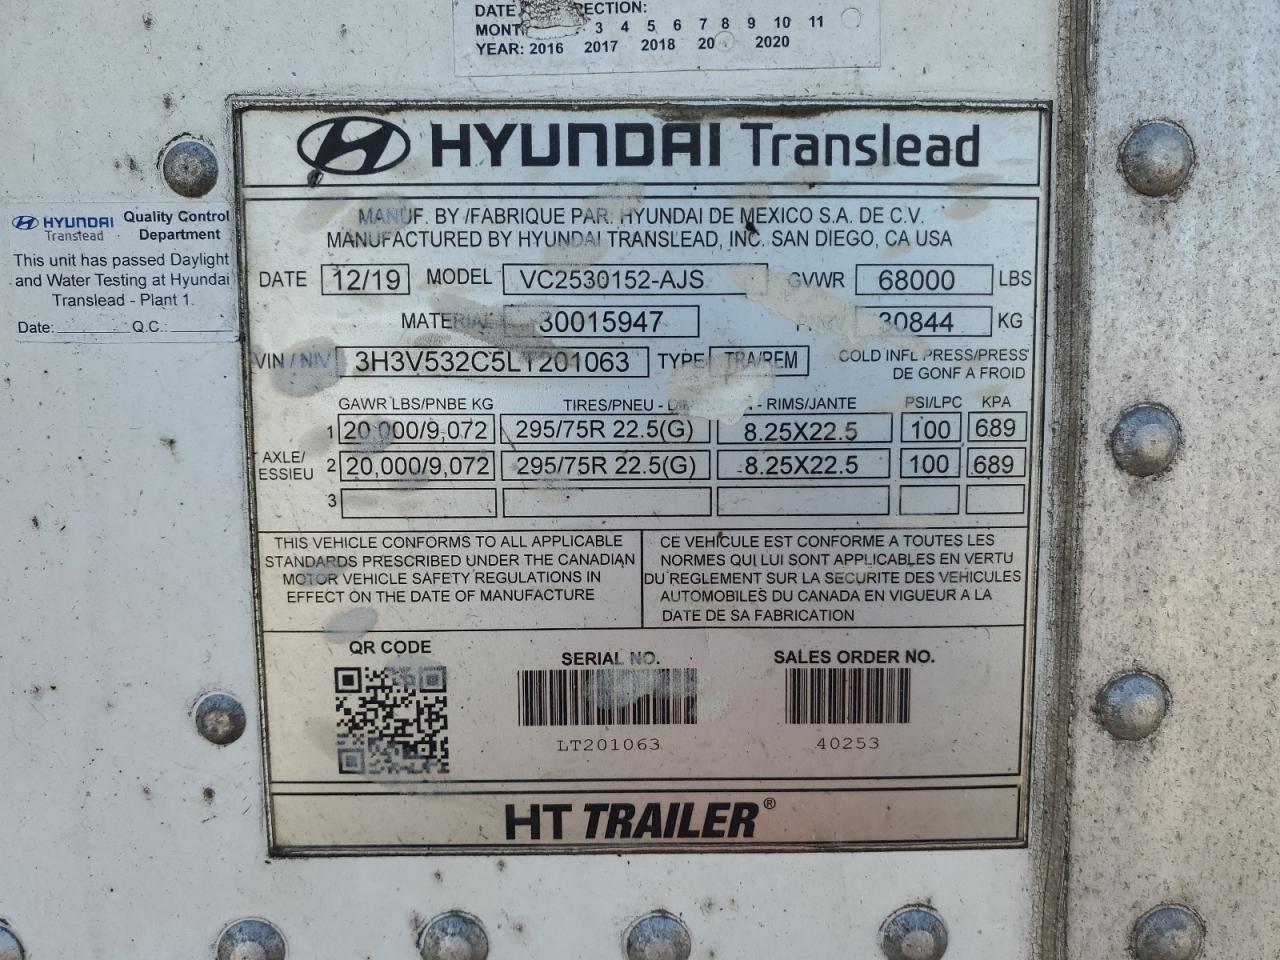 DATE ECTION:
MONT 3 4 5 6 7 8 9 10 11
YEAR: 2016 2017 2018 20 2020
HYUNDAI Translead
HYUNDAI Translead
Quality Control Department
This unit has passed Daylight
and Water Testing at Hyundai
Translead - Plant 1.
Date: Q.C.:
MANUF. BY /FABRIQUE PAR. HYUNDAI DE MEXICO S.A. DE C.V.
MANUFACTURED BY HYUNDAI TRANSLEAD, INC. SAN DIEGO, CA USA
DATE 12/19 MODEL VC2530152-AJS GVWR 68000 LBS
MATERIAL 30015947 30844 KG
VIN / NIV 3H3V532C5LT201063 TYPE TRA/REM COLD INFL PRESS/PRESS
DE GONF A FROID
GAWR LBS/PNBE KG TIRES/PNEU - - RIMS/JANTE PSI/LPC KPA
1 20,000/9,072 295/75R 22.5(G) 8.25X22.5 100 689
AXLE/
ESSIEU
2 20,000/9,072 295/75R 22.5(G) 8.25X22.5 100 689
3
THIS VEHICLE CONFORMS TO ALL APPLICABLE
STANDARDS PRESCRIBED UNDER THE CANADIAN
MOTOR VEHICLE SAFETY REGULATIONS IN
EFFECT ON THE DATE OF MANUFACTURE
CE VEHICULE EST CONFORME A TOUTES LES
NORMES QUI LUI SONT APPLICABLES EN VERTU
DU REGLEMENT SUR LA SECURITE DES VEHICULES
AUTOMOBILES DU CANADA EN VIGUEUR A LA
DATE DE SA FABRICATION
QR CODE
SERIAL NO.
LT201063
SALES ORDER NO.
40253
HT TRAILER®